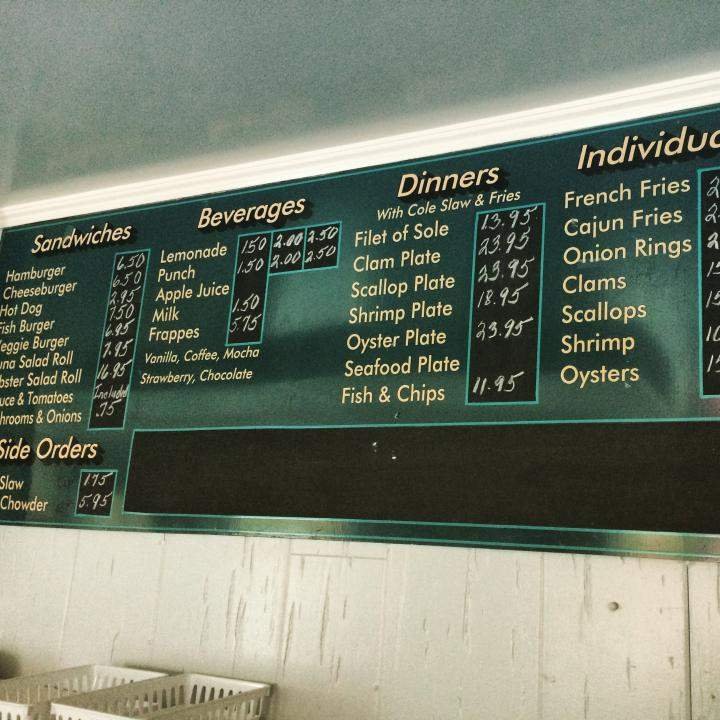 Sandwiches
Hamburger 6.50
Cheeseburger 6.50
Hot Dog 2.95
Fish Burger 7.50
eggie Burger 6.95
una Salad Roll 7.95
bster Salad Roll 16.95
uce & Tomatoes Included
hrooms & Onions .75
Side Orders
Slaw 1.75
Chowder 5.95
Beverages
Lemonade 1.50 2.00 2.50
Punch 1.50 2.00 2.50
Apple Juice
Milk 1.50
Frappes 5.75
Vanilla, Coffee, Mocha
Strawberry, Chocolate
Dinners
With Cole Slaw & Fries
Filet of Sole 13.95
Clam Plate 23.95
Scallop Plate 23.95
Shrimp Plate 18.95
Oyster Plate 23.95
Seafood Plate
Fish & Chips 11.95
Individu
French Fries
Cajun Fries
Onion Rings
Clams
Scallops
Shrimp
Oysters